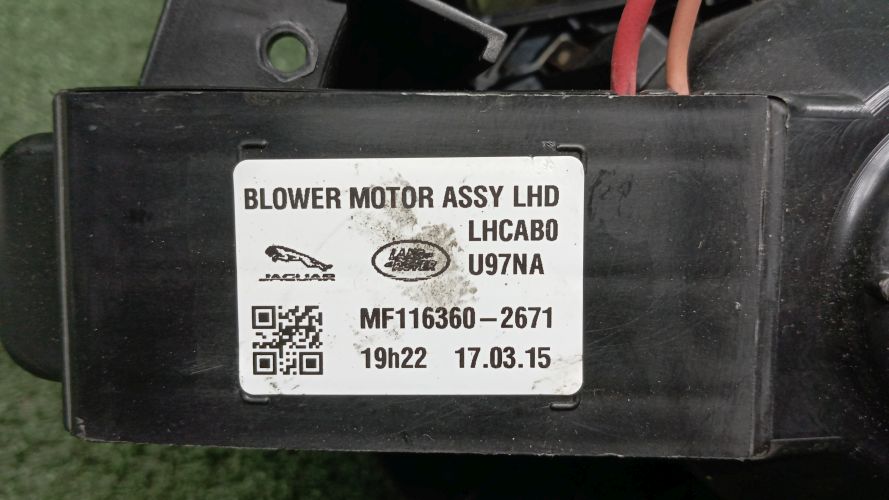 BLOWER MOTOR ASSY LHD
LHCAB0
JAGUAR
LAND ROVER
U97NA
MF116360-2671
19h22 17.03.15